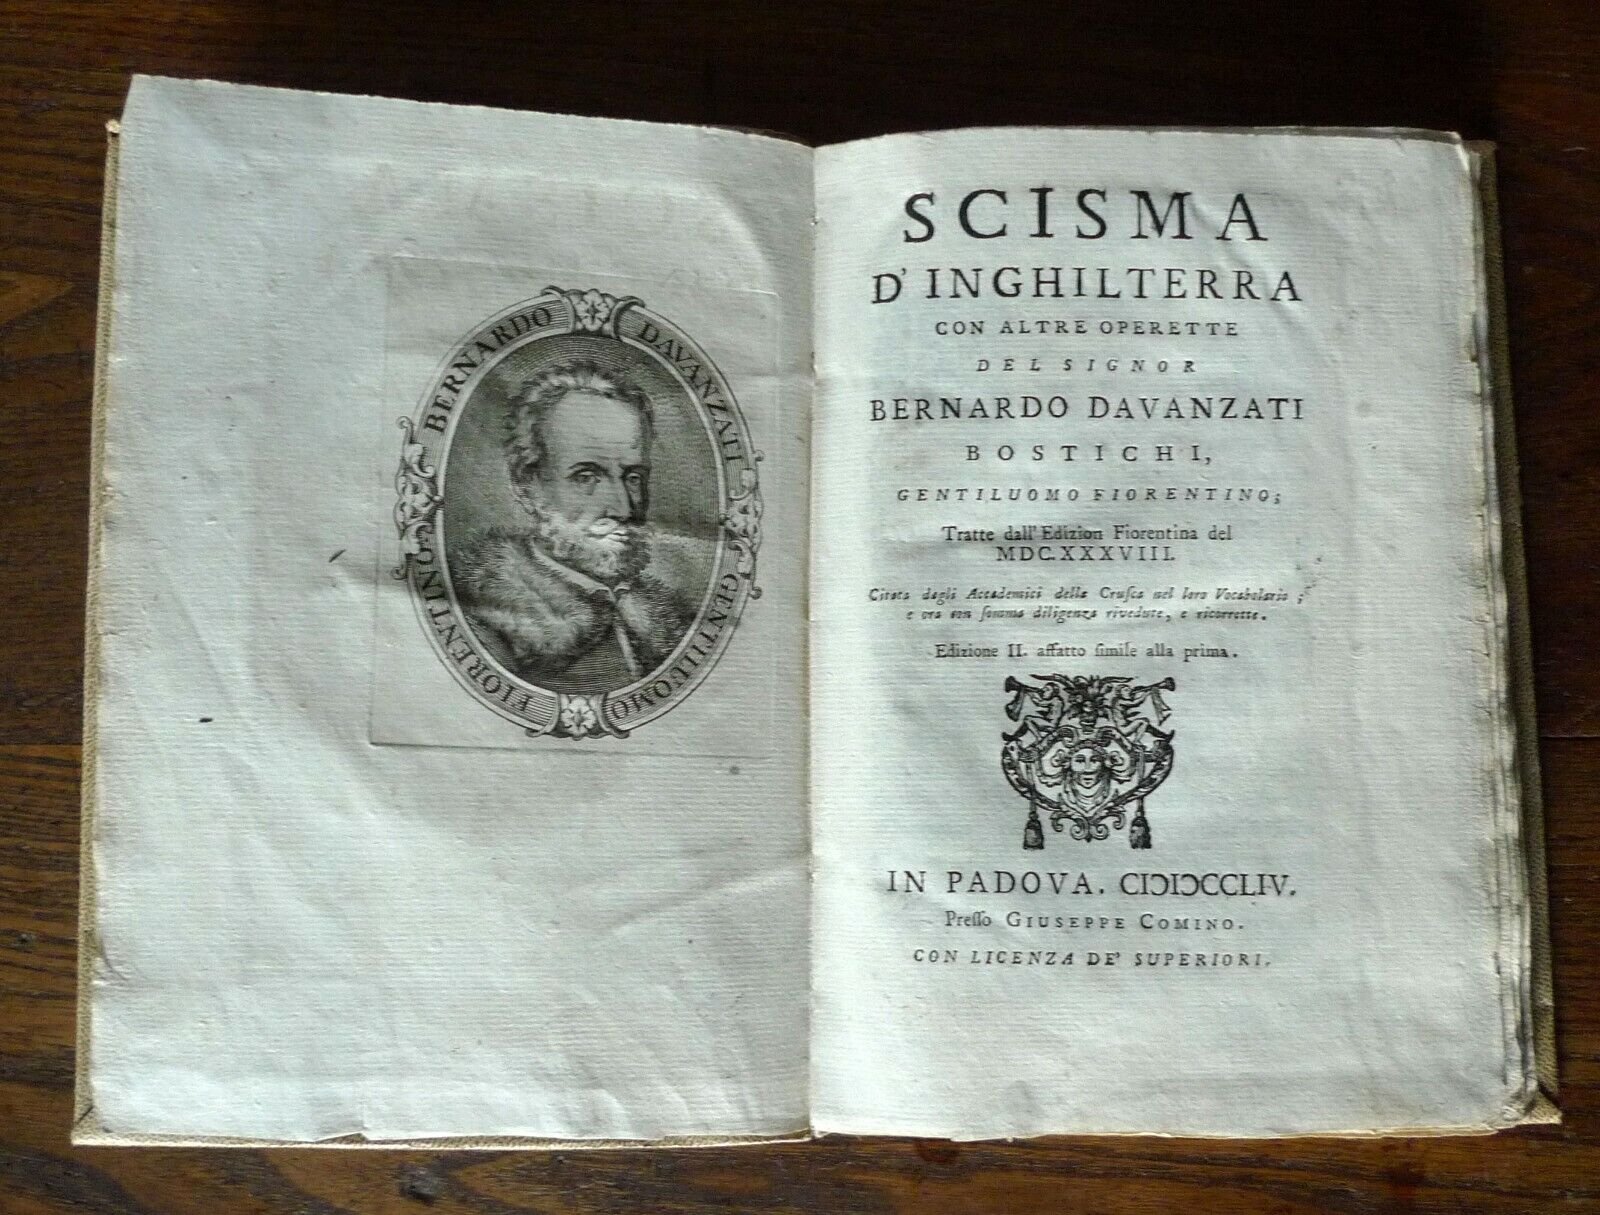 BERNARDO DAVANZATI GENTILUOMO FIORENTINO.
SCISMA
D'INGHILTERRA
CON ALTRE OPERETTE
DEL SIGNOR
BERNARDO DAVANZATI
BOSTICHI,
GENTILUOMO FIORENTINO;
Tratte dall'Edizion Fiorentina del
MDC.XXXVIII.
Citata dagli Accademici della Cruſca nel loro Vocabolario;
e ora con ſomma diligenza rivedute, e ricorrette.
Edizione II. affatto ſimile alla prima.
IN PADOVA. CIƆIƆCCLIV.
Preſſo GIUSEPPE COMINO.
CON LICENZA DE' SUPERIORI.